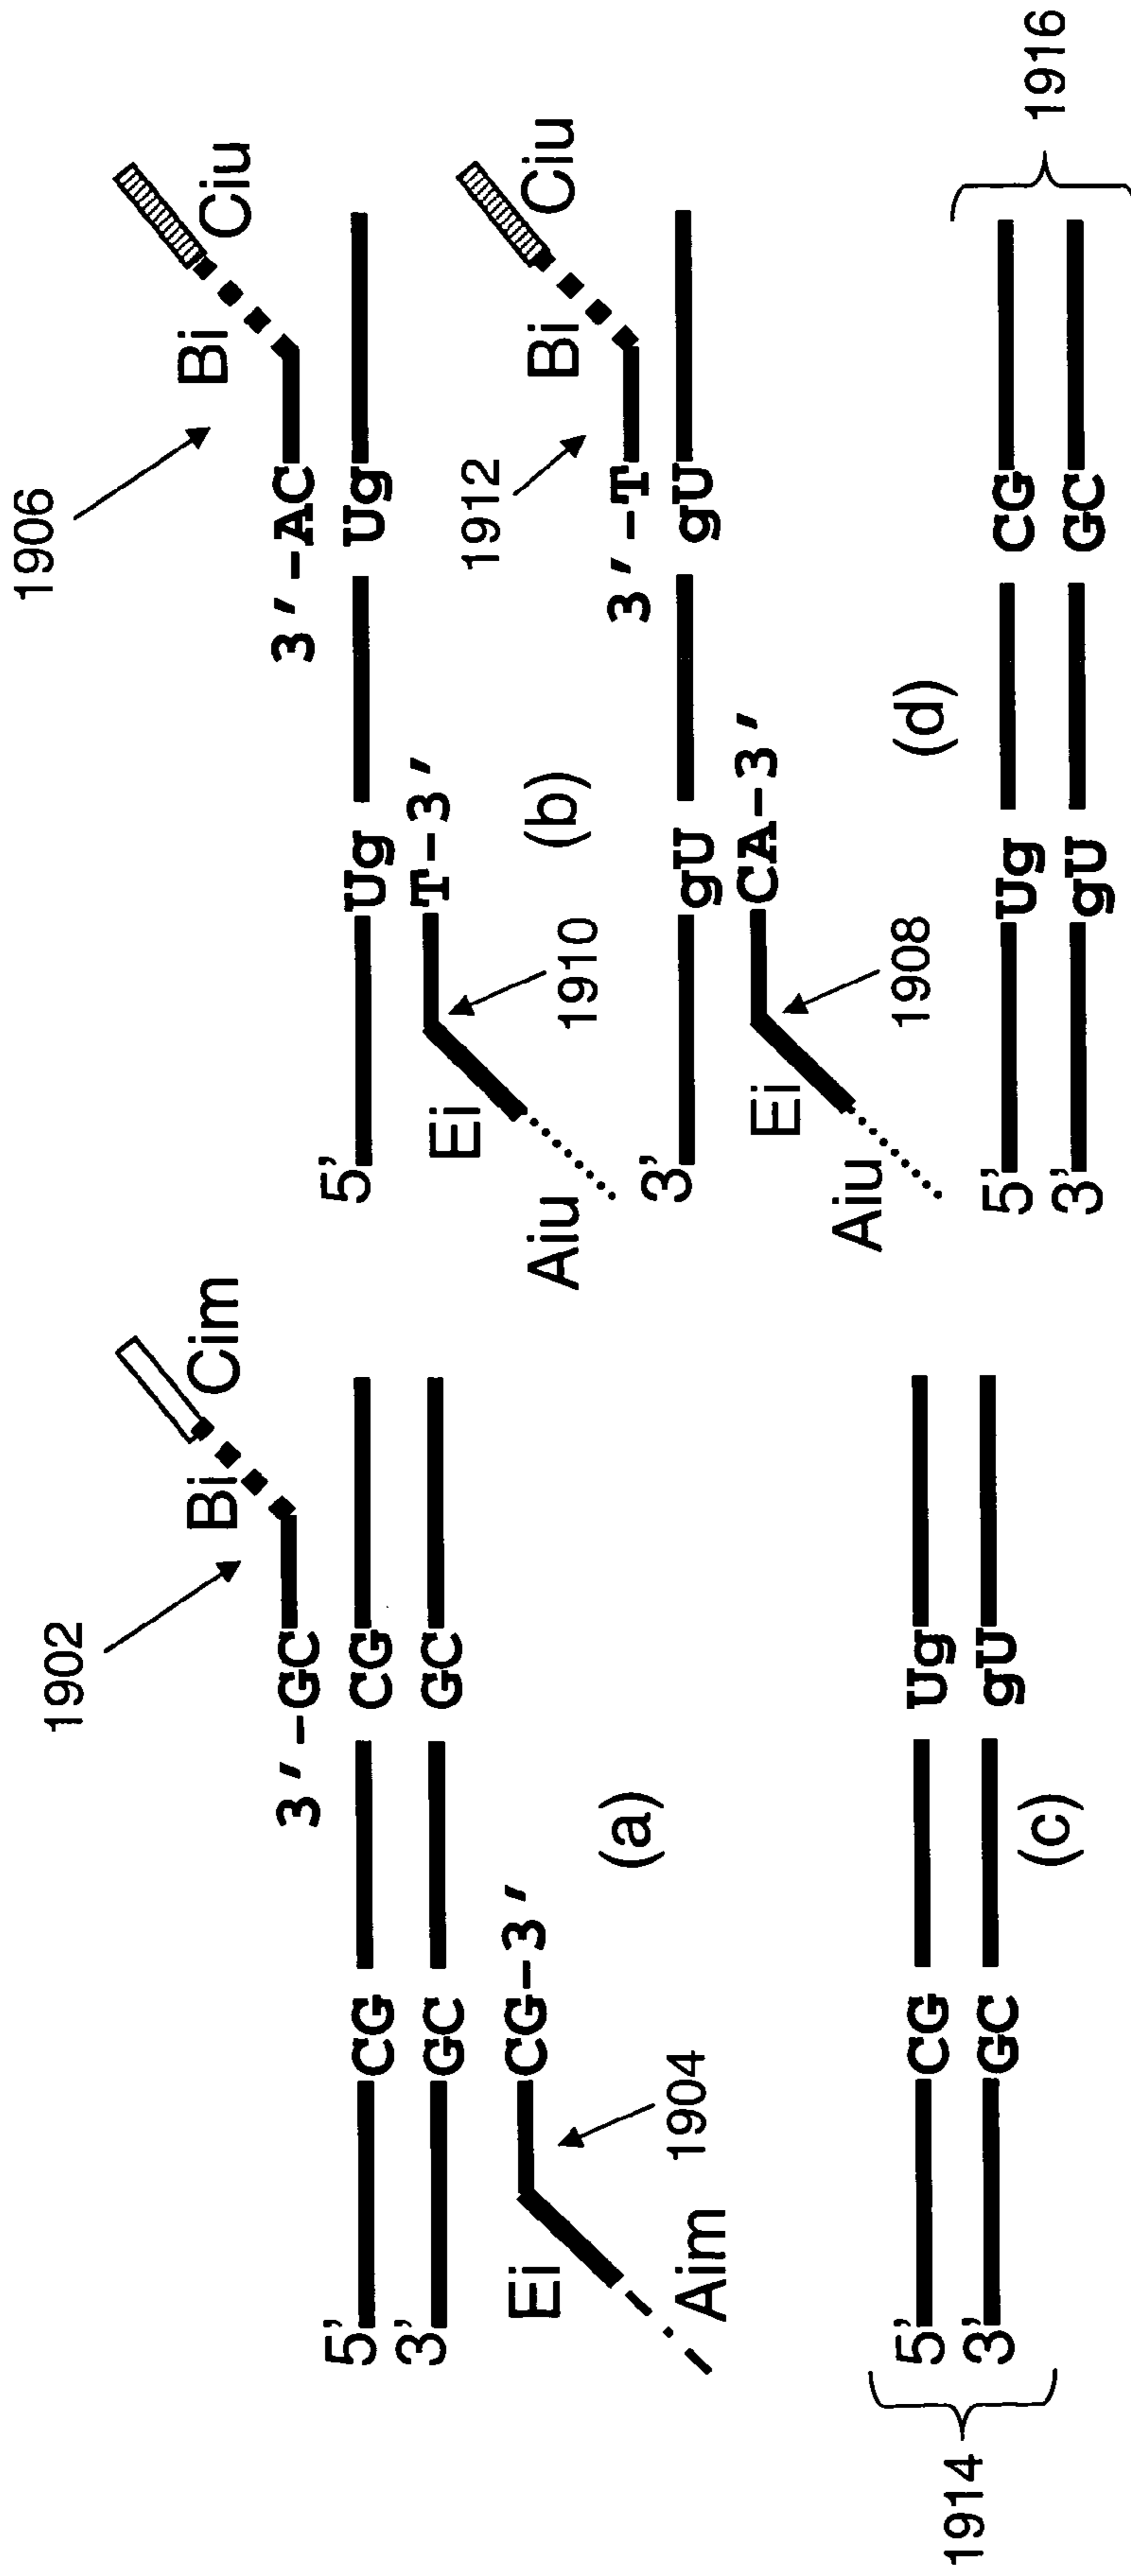 1902
Bi Cim
3'-GC
5' CG CG
3' GC GC
CG-3'
Ei
1904
Aim
(a)
1906
Bi Ciu
3'-AC
5' Ug Ug
T-3'
Ei
1910
Aiu
(b)
1912
Bi Ciu
3'-T
3' gU gU
CA-3'
Ei
1908
Aiu
1914
5' CG Ug
3' GC gU
(c)
(d)
5' Ug CG
3' gU GC
1916